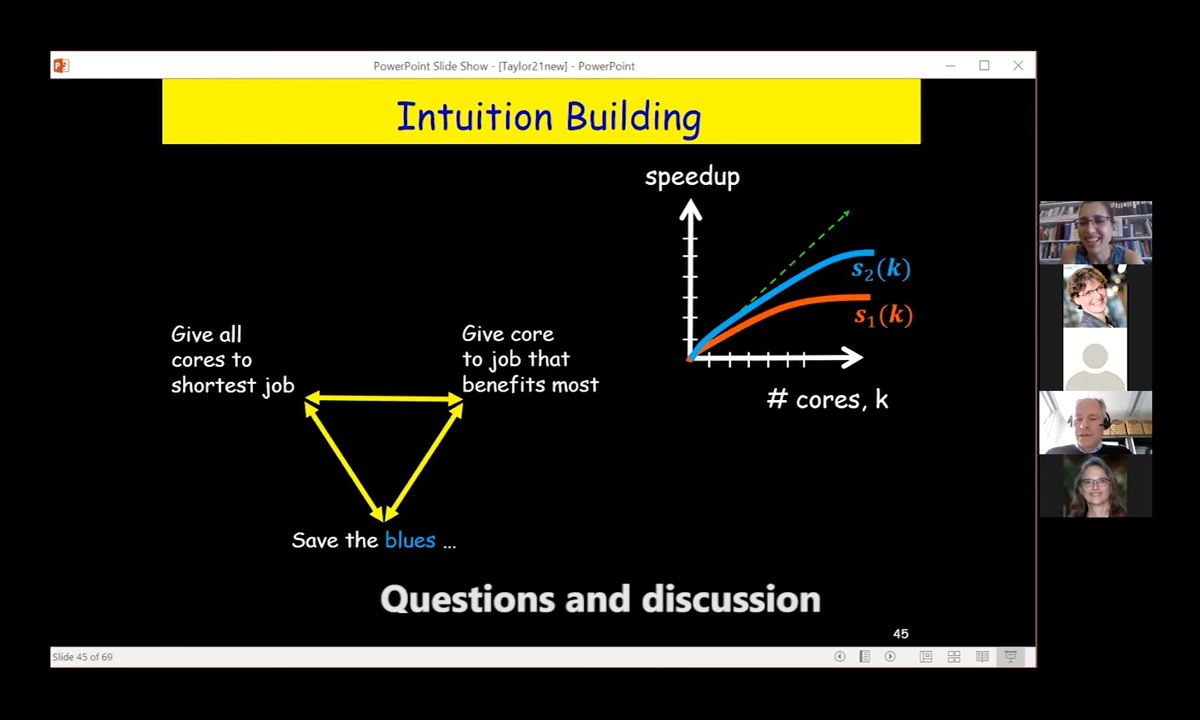 PowerPoint Slide Show - [Taylor21new] - PowerPoint
Intuition Building
speedup
s₂(k)
s₁(k)
# cores, k
Give all
cores to
shortest job
Give core
to job that
benefits most
Save the blues ...
Questions and discussion
45
Slide 45 of 69